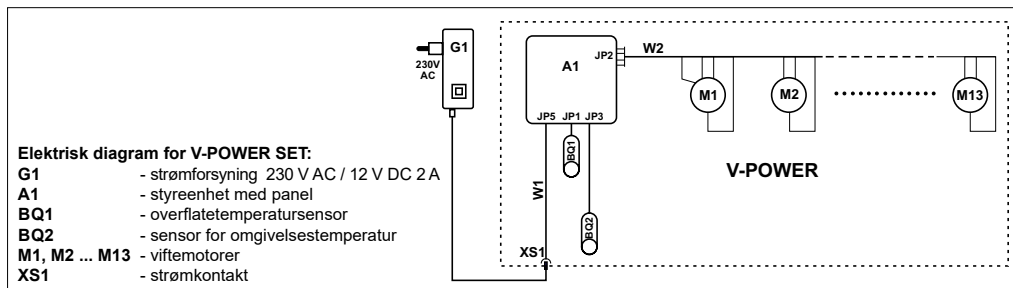 G1
230V
AC
A1
JP2
W2
JP5 JP1 JP3
M1
M2
M13
BQ1
BQ2
W1
XS1
V-POWER
Elektrisk diagram for V-POWER SET:
G1 - strømforsyning 230 V AC / 12 V DC 2 A
A1 - styreenhet med panel
BQ1 - overflatetemperatursensor
BQ2 - sensor for omgivelsestemperatur
M1, M2 ... M13 - viftemotorer
XS1 - strømkontakt